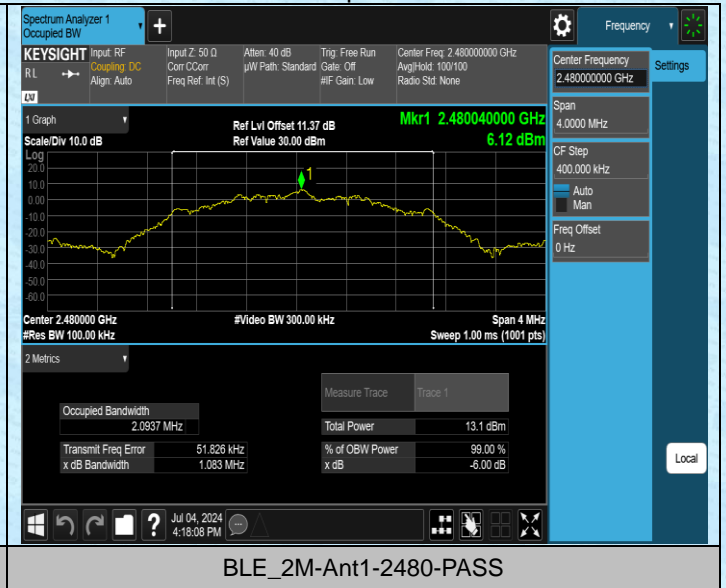 Spectrum Analyzer 1
Occupied BW
Frequency
KEYSIGHT
RL
LXI
Input: RF
Coupling: DC
Align: Auto
Input Z: 50 Ω
Corr CCorr
Freq Ref: Int (S)
Atten: 40 dB
µW Path: Standard
Trig: Free Run
Gate: Off
#IF Gain: Low
Center Freq: 2.480000000 GHz
Avg|Hold: 100/100
Radio Std: None
Center Frequency
2.480000000 GHz
Settings
Span
4.0000 MHz
CF Step
400.000 kHz
Auto
Man
Freq Offset
0 Hz
1 Graph
Scale/Div 10.0 dB
Ref Lvl Offset 11.37 dB
Ref Value 30.00 dBm
Mkr1 2.480040000 GHz
6.12 dBm
Log
20.0
10.0
0.00
-10.0
-20.0
-30.0
-40.0
-50.0
-60.0
1
Center 2.480000 GHz
#Res BW 100.00 kHz
#Video BW 300.00 kHz
Span 4 MHz
Sweep 1.00 ms (1001 pts)
2 Metrics
Measure Trace Trace 1
Occupied Bandwidth
2.0937 MHz
Total Power 13.1 dBm
Transmit Freq Error 51.826 kHz
% of OBW Power 99.00 %
x dB Bandwidth 1.083 MHz
x dB -6.00 dB
Local
?
Jul 04, 2024
4:18:08 PM
BLE_2M-Ant1-2480-PASS